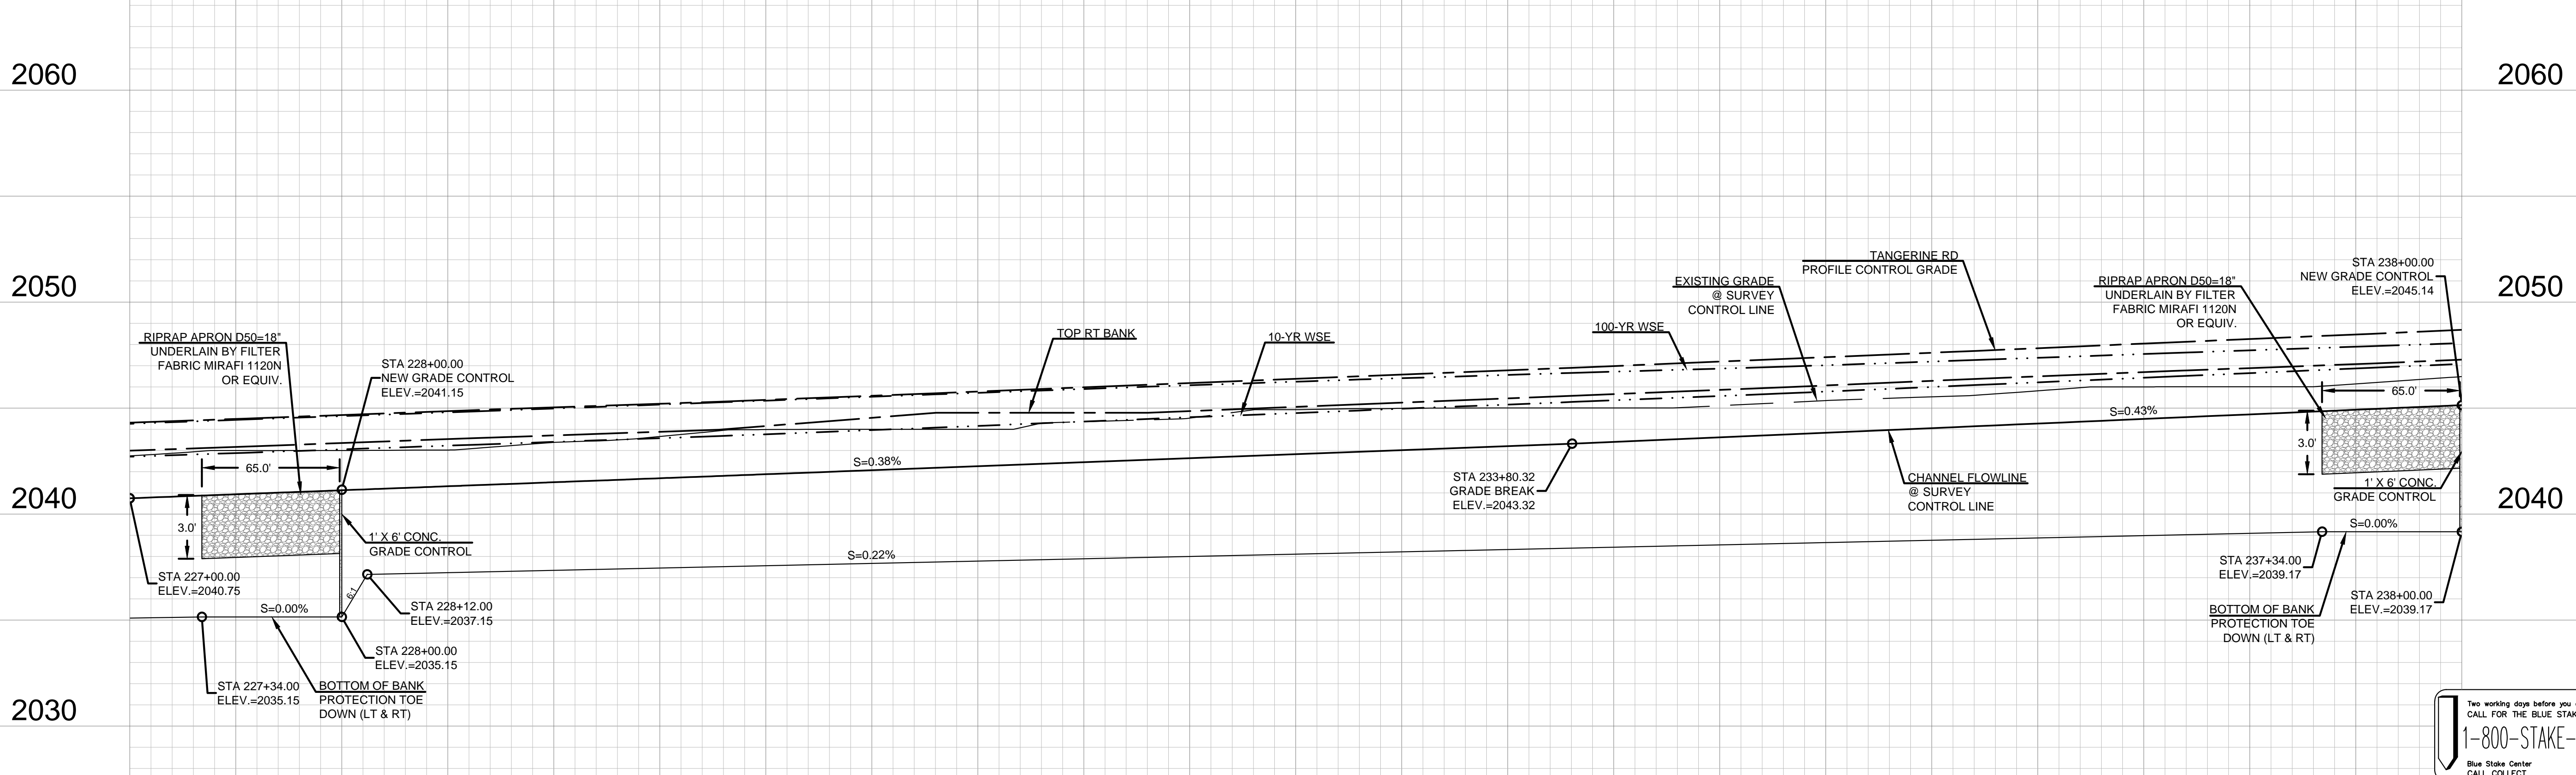 2060
2060
2050
2050
2040
2040
2030
RIPRAP APRON D50=18"
UNDERLAIN BY FILTER
FABRIC MIRAFI 1120N
OR EQUIV.
STA 228+00.00
NEW GRADE CONTROL
ELEV.=2041.15
65.0'
3.0'
1' X 6' CONC.
GRADE CONTROL
STA 227+00.00
ELEV.=2040.75
S=0.00%
6:1
STA 228+12.00
ELEV.=2037.15
STA 228+00.00
ELEV.=2035.15
STA 227+34.00
ELEV.=2035.15
BOTTOM OF BANK
PROTECTION TOE
DOWN (LT & RT)
S=0.38%
S=0.22%
TOP RT BANK
10-YR WSE
STA 233+80.32
GRADE BREAK
ELEV.=2043.32
100-YR WSE
EXISTING GRADE
@ SURVEY
CONTROL LINE
TANGERINE RD
PROFILE CONTROL GRADE
CHANNEL FLOWLINE
@ SURVEY
CONTROL LINE
S=0.43%
RIPRAP APRON D50=18"
UNDERLAIN BY FILTER
FABRIC MIRAFI 1120N
OR EQUIV.
STA 238+00.00
NEW GRADE CONTROL
ELEV.=2045.14
65.0'
3.0'
1' X 6' CONC.
GRADE CONTROL
S=0.00%
STA 237+34.00
ELEV.=2039.17
STA 238+00.00
ELEV.=2039.17
BOTTOM OF BANK
PROTECTION TOE
DOWN (LT & RT)
Two working days before you
CALL FOR THE BLUE STAK
1-800-STAKE-
Blue Stake Center
CALL COLLECT